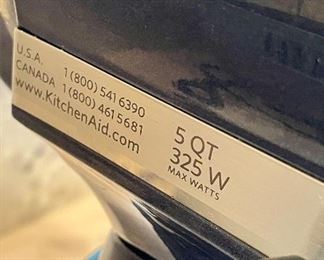 U.S.A. 1 (800) 541 6390
CANADA 1 (800) 461 5681
www.KitchenAid.com
5 QT
325 W
MAX WATTS